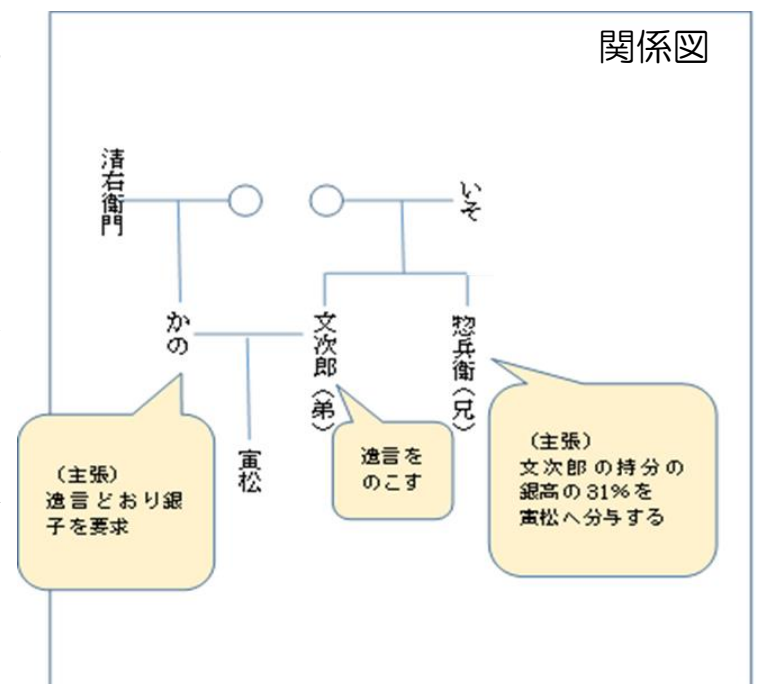 関係図
清右衛門
いそ
かの
文次郎（弟）
惣兵衛（兄）
寅松
（主張）
遺言どおり銀
子を要求
遺言を
のこす
（主張）
文次郎の持分の
銀高の31%を
寅松へ分与する